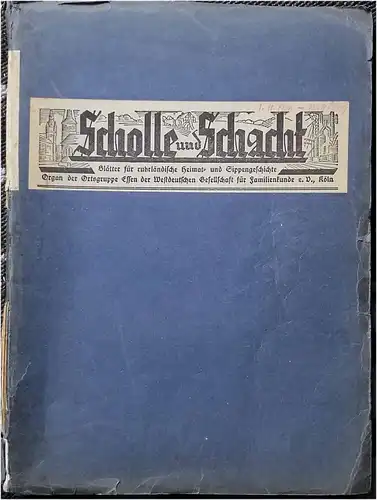 Scholle und Schacht
Blätter für ruhrländische Heimat- und Sippengeschichte
Organ der Ortsgruppe Essen der Westdeutschen Gesellschaft für Familienkunde e. V., Köln